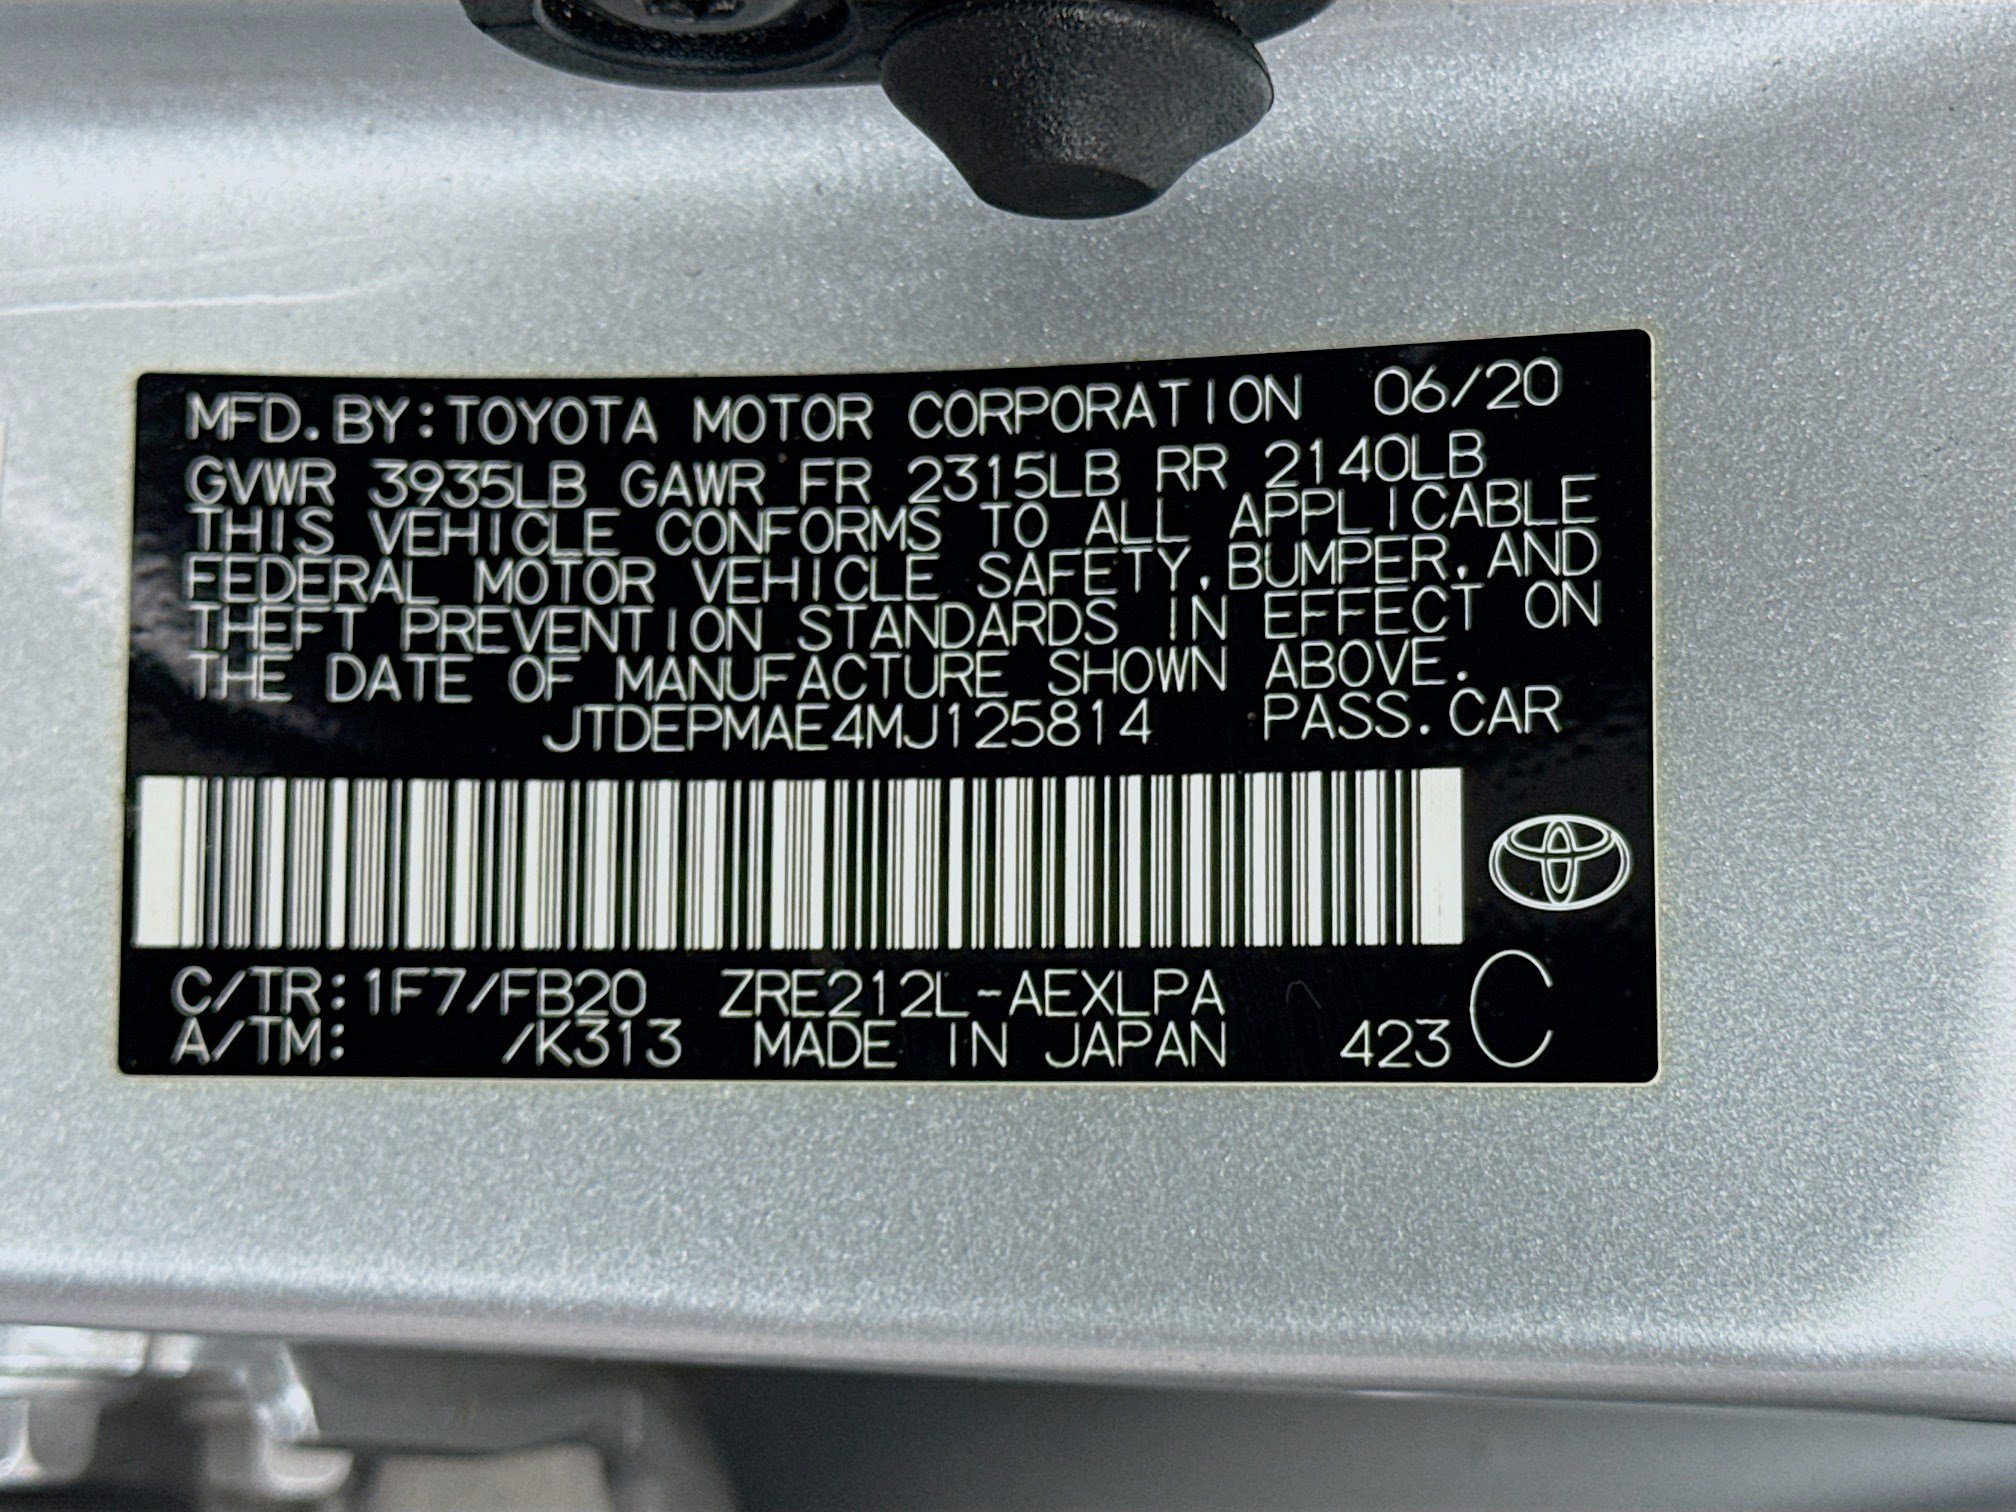 MFD.BY:TOYOTA MOTOR CORPORATION 06/20
GVWR 3935LB GAWR FR 2315LB RR 2140LB
THIS VEHICLE CONFORMS TO ALL APPLICABLE
FEDERAL MOTOR VEHICLE SAFETY,BUMPER,AND
THEFT PREVENTION STANDARDS IN EFFECT ON
THE DATE OF MANUFACTURE SHOWN ABOVE.
JTDEPMAE4MJ125814 PASS.CAR
C/TR:1F7/FB20 ZRE212L-AEXLPA
A/TM: /K313 MADE IN JAPAN 423 C